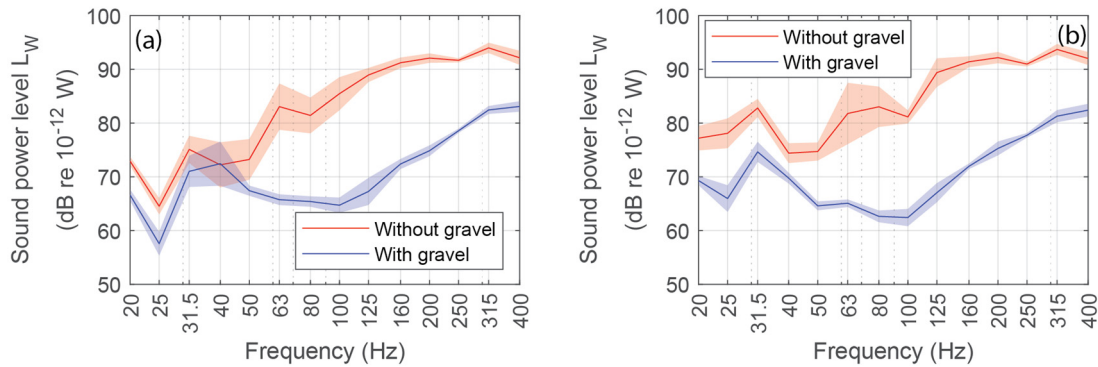 (a)
Sound power level L_W
(dB re 10^-12 W)
100
90
80
70
60
50
Without gravel
With gravel
20 25 31.5 40 50 63 80 100 125 160 200 250 315 400
Frequency (Hz)
(b)
Sound power level L_W
(dB re 10^-12 W)
100
90
80
70
60
50
Without gravel
With gravel
20 25 31.5 40 50 63 80 100 125 160 200 250 315 400
Frequency (Hz)